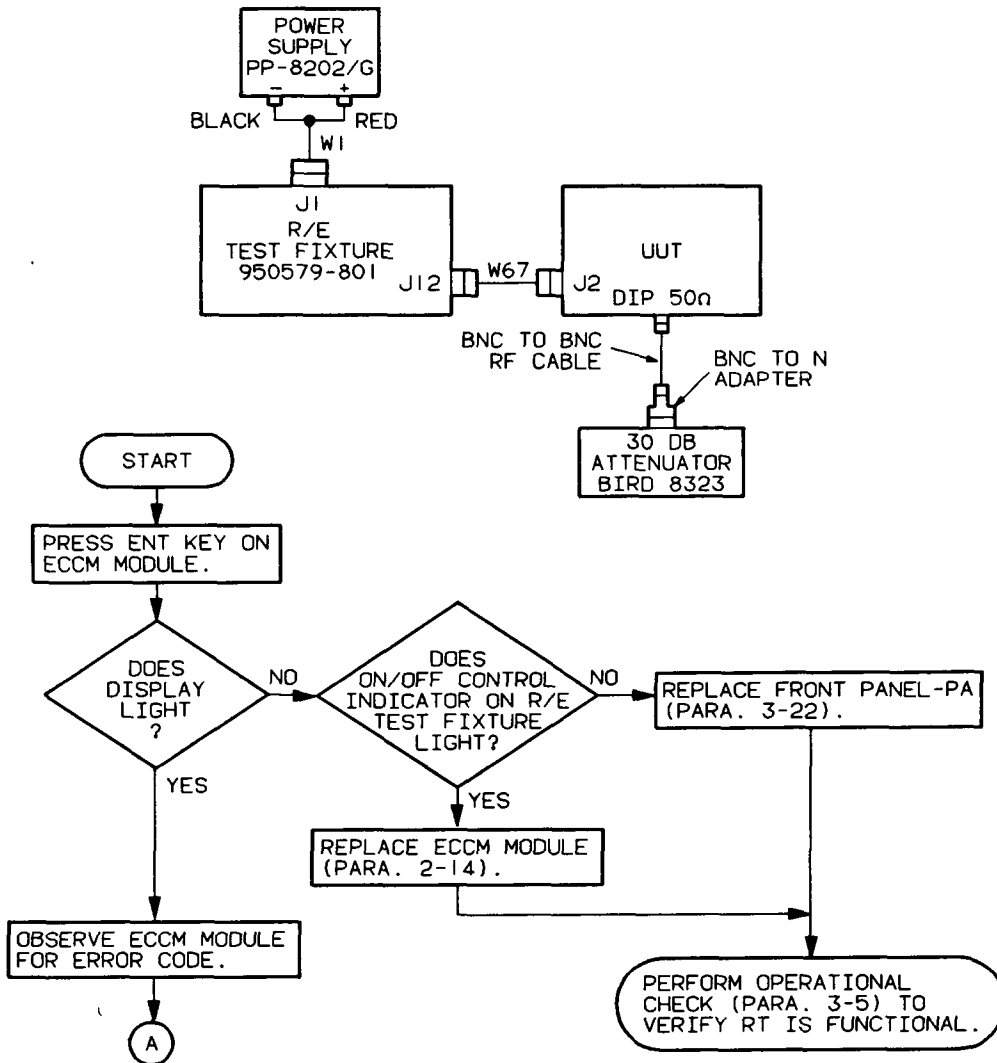 POWER
SUPPLY
PP-8202/G
- +
BLACK RED
W1
J1
R/E
TEST FIXTURE
950579-801
J12
W67
UUT
J2
DIP 50Ω
BNC TO BNC
RF CABLE
BNC TO N
ADAPTER
30 DB
ATTENUATOR
BIRD 8323
START
PRESS ENT KEY ON
ECCM MODULE.
DOES
DISPLAY
LIGHT
?
NO
YES
DOES
ON/OFF CONTROL
INDICATOR ON R/E
TEST FIXTURE
LIGHT?
NO
YES
REPLACE FRONT PANEL-PA
(PARA. 3-22).
REPLACE ECCM MODULE
(PARA. 2-14).
OBSERVE ECCM MODULE
FOR ERROR CODE.
A
PERFORM OPERATIONAL
CHECK (PARA. 3-5) TO
VERIFY RT IS FUNCTIONAL.